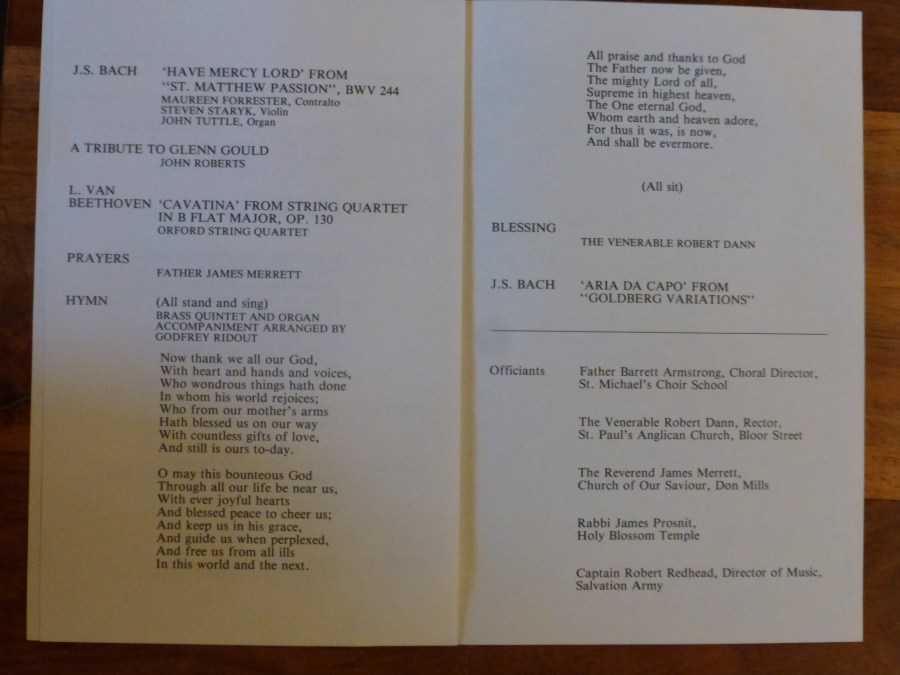 J.S. BACH 'HAVE MERCY LORD' FROM
"ST. MATTHEW PASSION", BWV 244
MAUREEN FORRESTER, Contralto
STEVEN STARYK, Violin
JOHN TUTTLE, Organ
A TRIBUTE TO GLENN GOULD
JOHN ROBERTS
L. VAN
BEETHOVEN 'CAVATINA' FROM STRING QUARTET
IN B FLAT MAJOR, OP. 130
ORFORD STRING QUARTET
PRAYERS
FATHER JAMES MERRETT
HYMN (All stand and sing)
BRASS QUINTET AND ORGAN
ACCOMPANIMENT ARRANGED BY
GODFREY RIDOUT
Now thank we all our God,
With heart and hands and voices,
Who wondrous things hath done
In whom his world rejoices;
Who from our mother's arms
Hath blessed us on our way
With countless gifts of love,
And still is ours to-day.
O may this bounteous God
Through all our life be near us,
With ever joyful hearts
And blessed peace to cheer us;
And keep us in his grace,
And guide us when perplexed,
And free us from all ills
In this world and the next.
All praise and thanks to God
The Father now be given,
The mighty Lord of all,
Supreme in highest heaven,
The One eternal God,
Whom earth and heaven adore,
For thus it was, is now,
And shall be evermore.
(All sit)
BLESSING
THE VENERABLE ROBERT DANN
J.S. BACH 'ARIA DA CAPO' FROM
"GOLDBERG VARIATIONS"
Officiants Father Barrett Armstrong, Choral Director,
St. Michael's Choir School
The Venerable Robert Dann, Rector,
St. Paul's Anglican Church, Bloor Street
The Reverend James Merrett,
Church of Our Saviour, Don Mills
Rabbi James Prosnit,
Holy Blossom Temple
Captain Robert Redhead, Director of Music,
Salvation Army